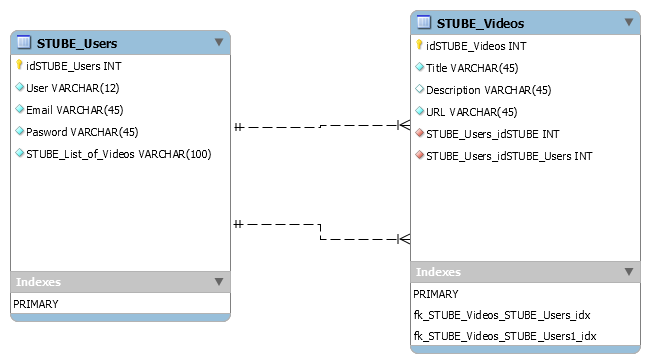 STUBE_Users
idSTUBE_Users INT
User VARCHAR(12)
Email VARCHAR(45)
Pasword VARCHAR(45)
STUBE_List_of_Videos VARCHAR(100)
Indexes
PRIMARY
STUBE_Videos
idSTUBE_Videos INT
Title VARCHAR(45)
Description VARCHAR(45)
URL VARCHAR(45)
STUBE_Users_idSTUBE INT
STUBE_Users_idSTUBE_Users INT
Indexes
PRIMARY
fk_STUBE_Videos_STUBE_Users_idx
fk_STUBE_Videos_STUBE_Users1_idx